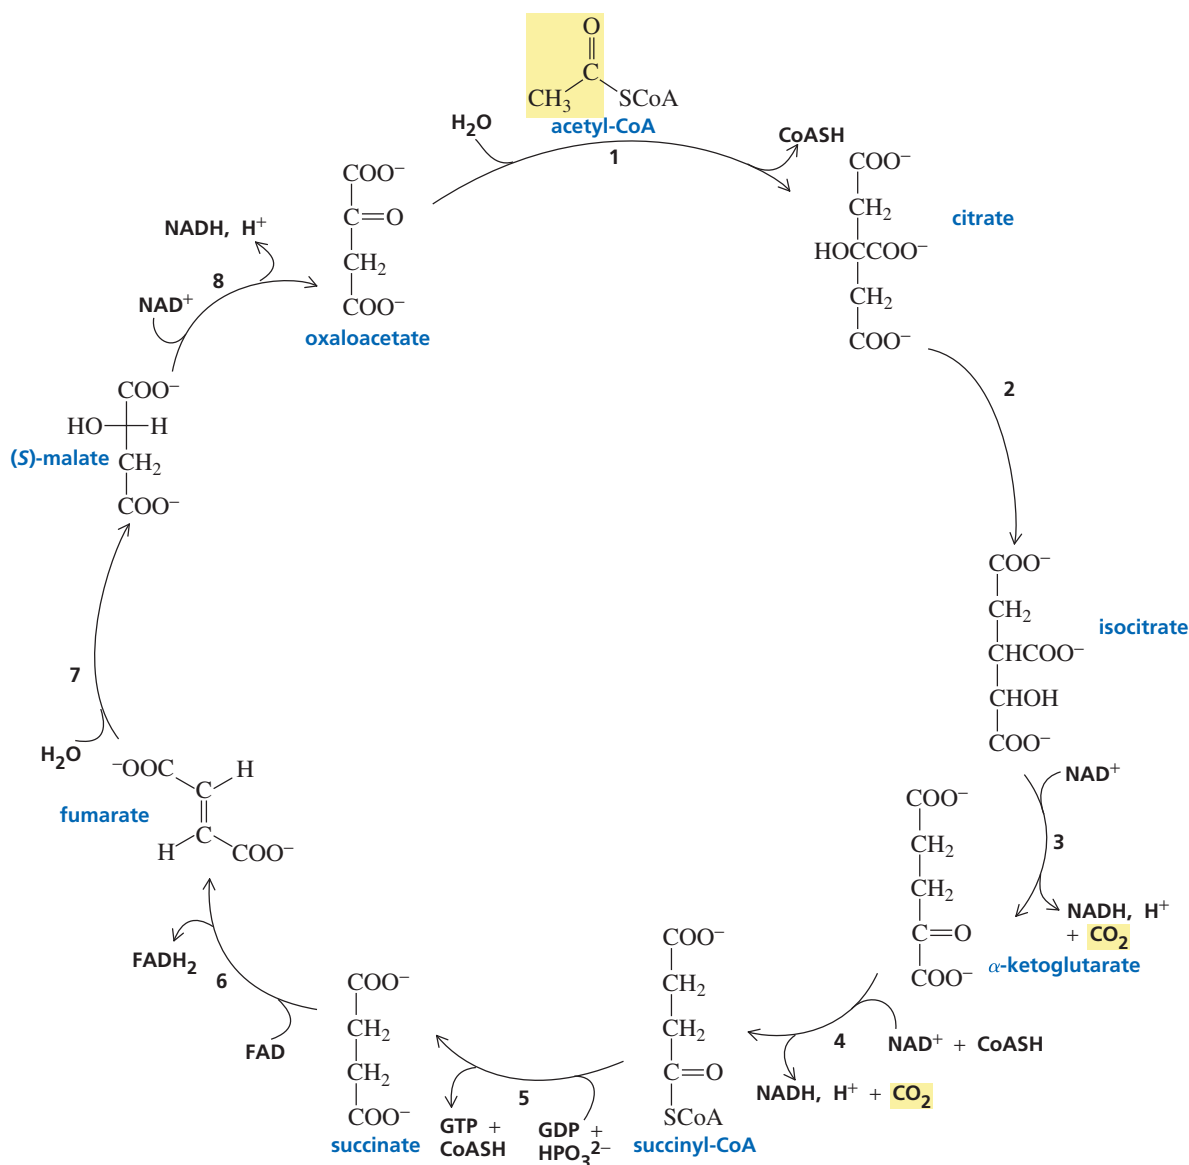 O
C
CH₃
SCoA
acetyl-CoA
H₂O
1
CoASH
COO⁻
CH₂
HOCCOO⁻
CH₂
COO⁻
citrate
2
COO⁻
CH₂
CHCOO⁻
CHOH
COO⁻
isocitrate
NAD⁺
3
NADH, H⁺
+ CO₂
COO⁻
CH₂
CH₂
C=O
COO⁻
α-ketoglutarate
4
NAD⁺ + CoASH
NADH, H⁺ + CO₂
COO⁻
CH₂
CH₂
C=O
SCoA
succinyl-CoA
5
GDP +
HPO₃²⁻
GTP +
CoASH
COO⁻
CH₂
CH₂
COO⁻
succinate
FAD
6
FADH₂
⁻OOC
H
C
C
H
COO⁻
fumarate
H₂O
7
COO⁻
HO
H
CH₂
COO⁻
(S)-malate
NAD⁺
8
NADH, H⁺
COO⁻
C=O
CH₂
COO⁻
oxaloacetate